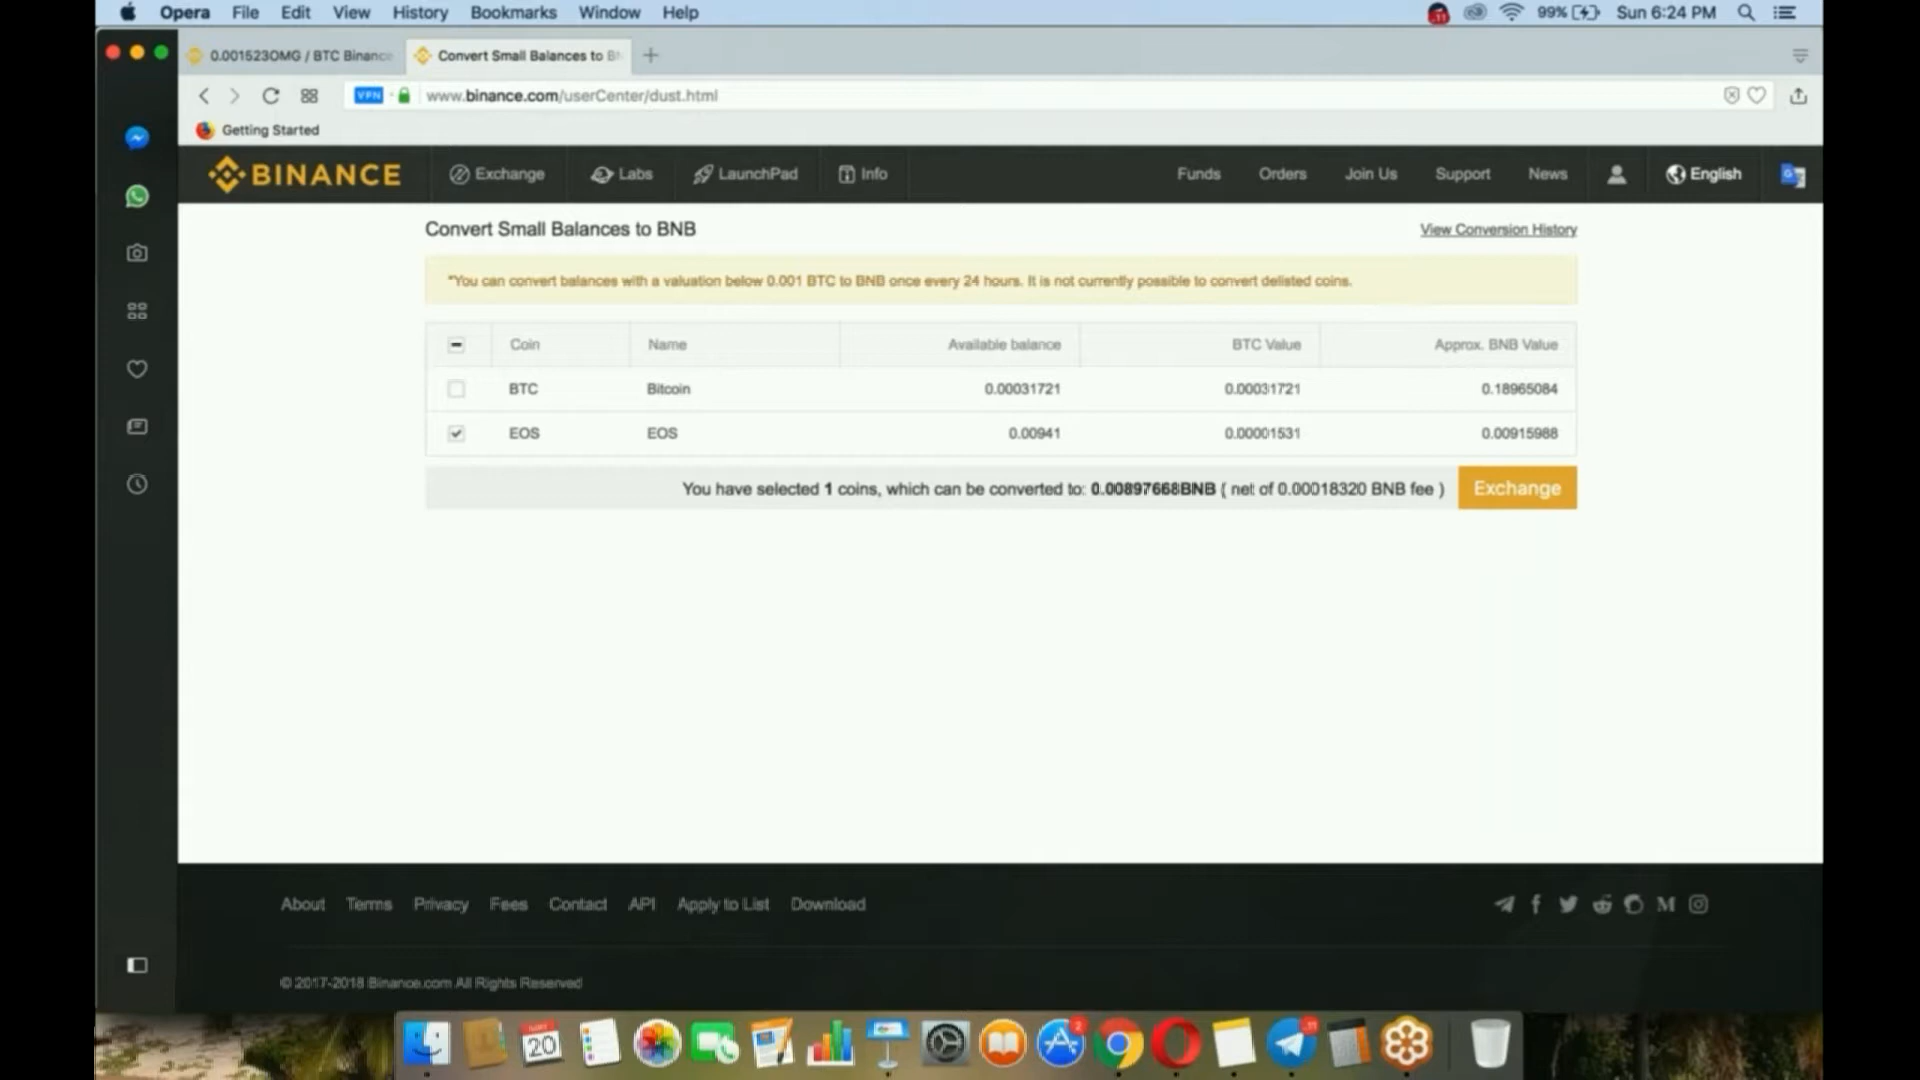 Opera File Edit View History Bookmarks Window Help 99% Sun 6:24 PM
0.001523OMG / BTC Binance Convert Small Balances to BN
VPN www.binance.com/userCenter/dust.html
Getting Started
BINANCE Exchange Labs LaunchPad Info Funds Orders Join Us Support News English
Convert Small Balances to BNB View Conversion History
*You can convert balances with a valuation below 0.001 BTC to BNB once every 24 hours. It is not currently possible to convert delisted coins.
Coin Name Available balance BTC Value Approx. BNB Value
BTC Bitcoin 0.00031721 0.00031721 0.18965084
EOS EOS 0.00941 0.00001531 0.00915988
You have selected 1 coins, which can be converted to: 0.00897668BNB ( net of 0.00018320 BNB fee ) Exchange
About Terms Privacy Fees Contact API Apply to List Download
© 2017-2018 Binance.com All Rights Reserved
20 2